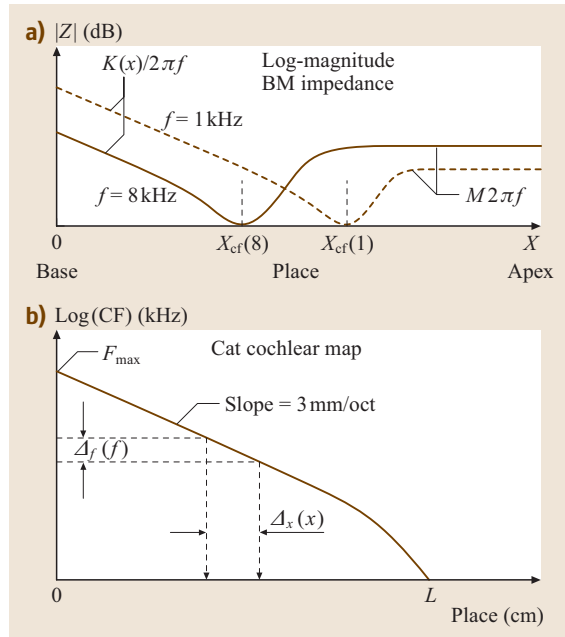 a) |Z| (dB)
K(x)/2πf
Log-magnitude
BM impedance
f = 1 kHz
f = 8 kHz
M2πf
0
X_cf(8)
X_cf(1)
X
Base
Place
Apex
b) Log (CF) (kHz)
F_max
Cat cochlear map
Slope = 3 mm/oct
Δ_f (f)
Δ_x (x)
0
L
Place (cm)